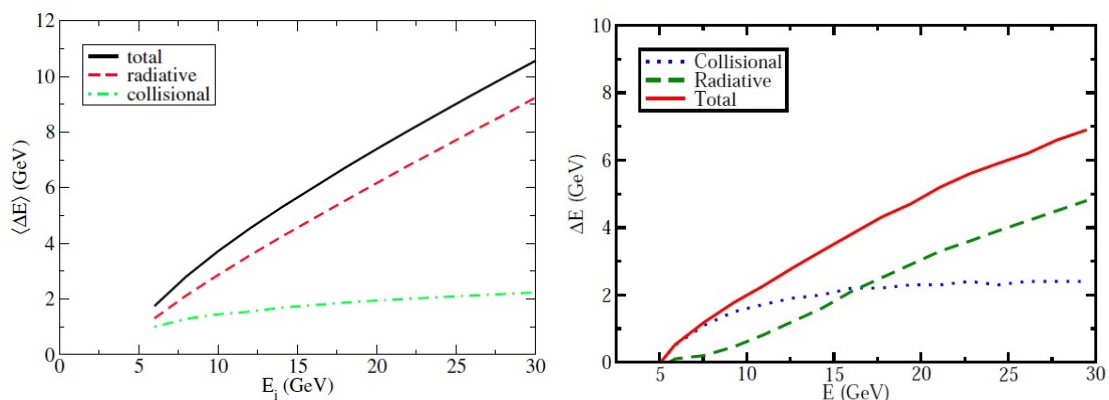 12
10
8
6
4
2
0
⟨ΔE⟩ (GeV)
total
radiative
collisional
0 5 10 15 20 25 30
E_i (GeV)
10
8
6
4
2
0
ΔE (GeV)
Collisional
Radiative
Total
5 10 15 20 25 30
E (GeV)